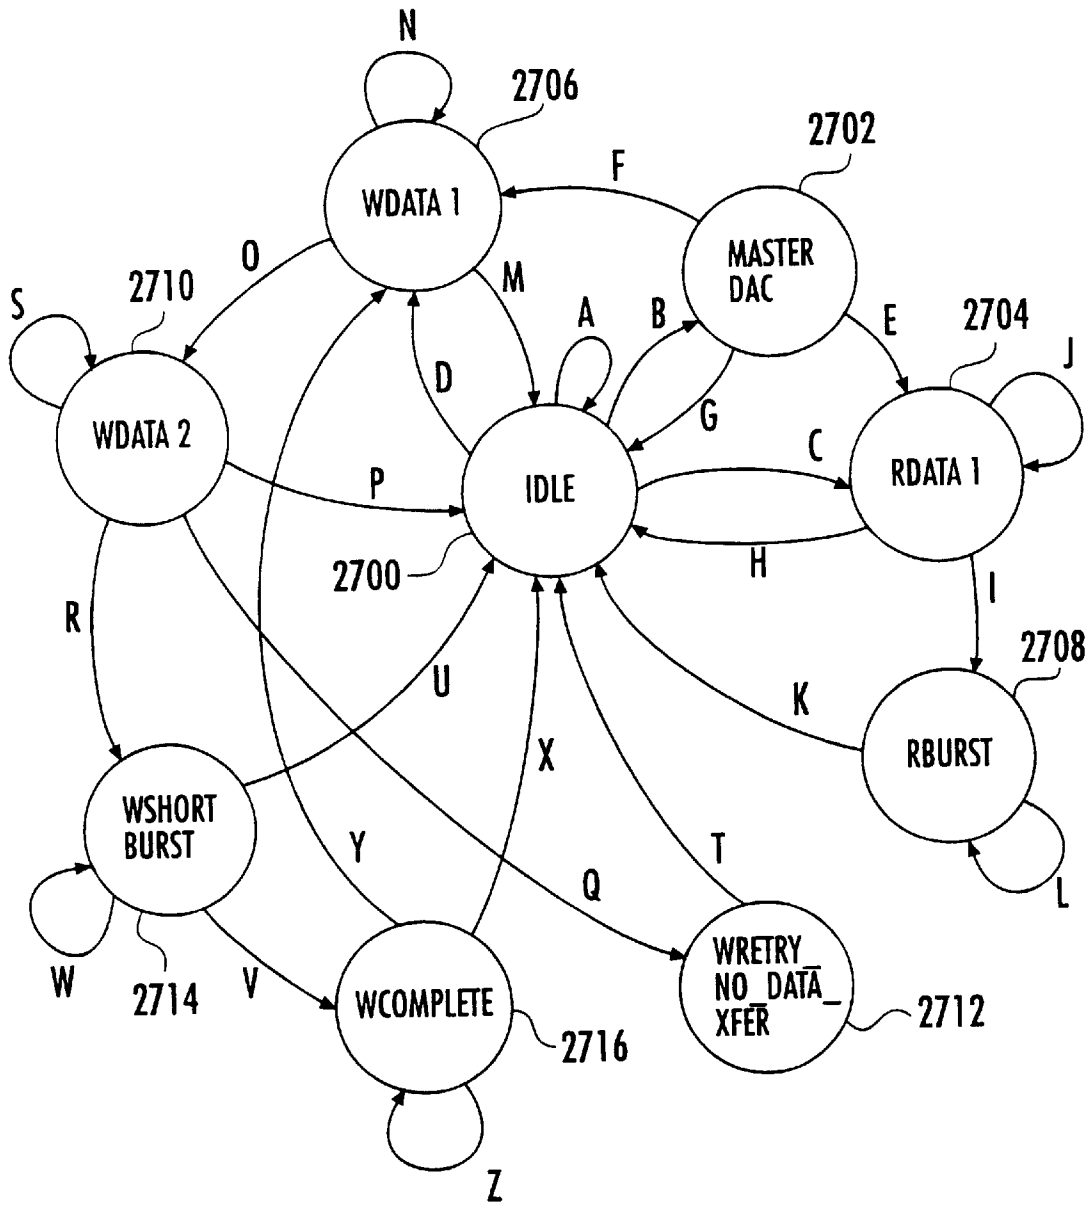 N
2706
2702
F
WDATA 1
MASTER
DAC
O
M
2710
S
A
B
E
2704
J
D
G
WDATA 2
C
P
IDLE
RDATA 1
2700
H
I
R
2708
U
K
X
RBURST
WSHORT
BURST
Y
T
Q
L
W
V
WRETRY_
NO_DATA_
XFER
2714
WCOMPLETE
2712
2716
Z